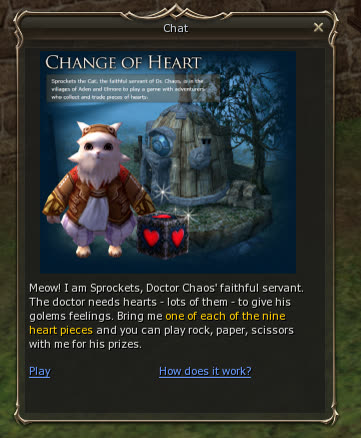 Chat
CHANGE OF HEART
Sprockets the Cat, the faithful servant of Dr. Chaos, is in the
villages of Aden and Elmore to play a game with adventurers
who collect and trade pieces of hearts.
Meow! I am Sprockets, Doctor Chaos' faithful servant.
The doctor needs hearts - lots of them - to give his
golems feelings. Bring me one of each of the nine
heart pieces and you can play rock, paper, scissors
with me for his prizes.
Play How does it work?